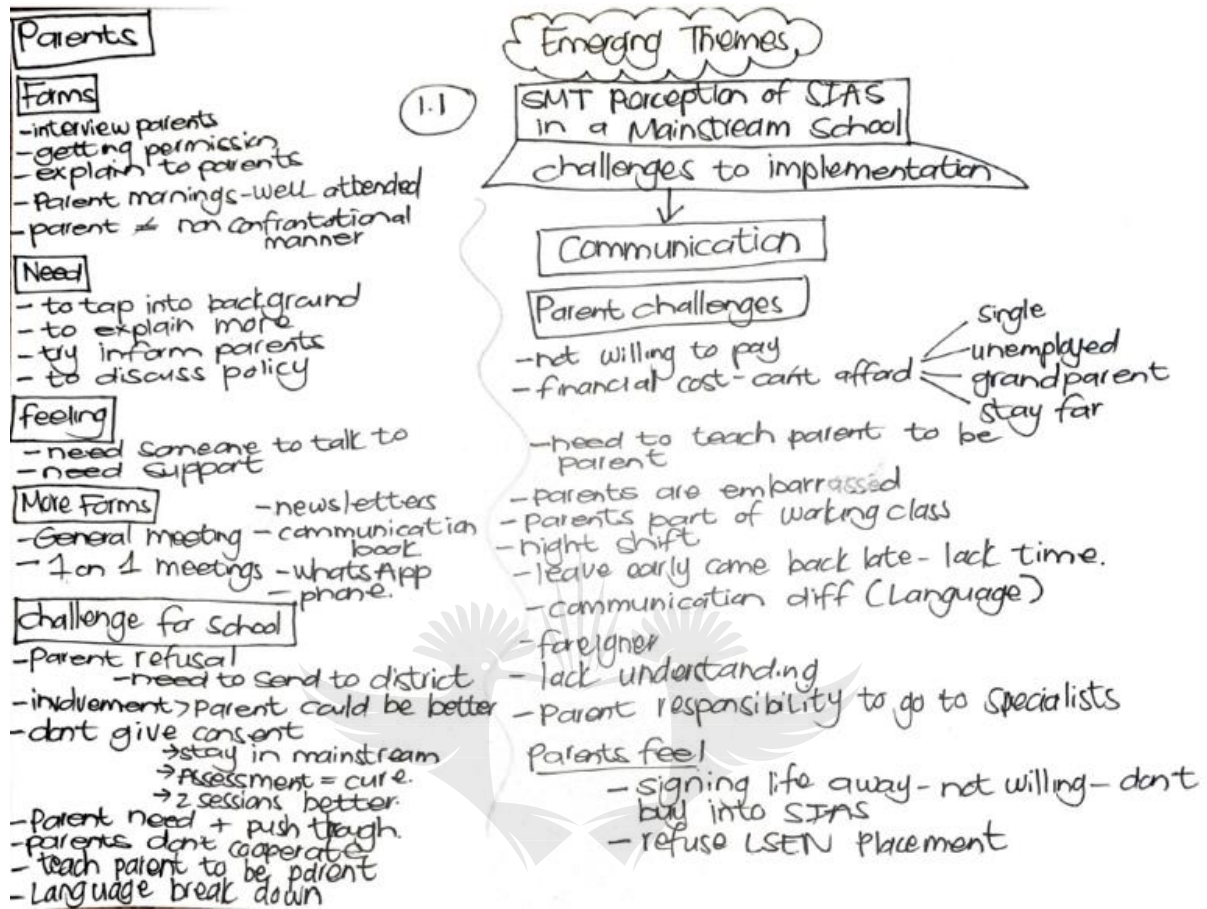 Parents
Forms
-interview parents
-getting permission
-explain to parents
-Parent mornings-well attended
-parent ≠ non confrontational
manner
Need
- to tap into background
- to explain more
- try inform parents
- to discuss policy
feeling
-need someone to talk to
-need support
More Forms
-General meeting
- 1 on 1 meetings
-newsletters
-communication
book
-whatsApp
-phone.
challenge for school
-Parent refusal
-need to send to district
-involvement>parent could be better
-dont give consent
→stay in mainstream
→Assessment = cure.
→2 sessions better.
-Parent need + push through.
-parents dont cooperate
- teach parent to be parent
- Language break down
1.1
Emerging Themes
SMT perception of SIAS
in a Mainstream School
challenges to implementation
Communication
Parent challenges
-not willing to pay
-financial cost-cant afford
single
unemployed
grandparent
stay far
-need to teach parent to be
parent
-parents are embarrassed
-Parents part of working class
-night shift
-leave early come back late - lack time.
-communication diff (Language)
-foreigner
- lack understanding
-Parent responsibility to go to specialists
Parents feel
- signing life away-not willing-don't
buy into SIAS
- refuse LSEN Placement